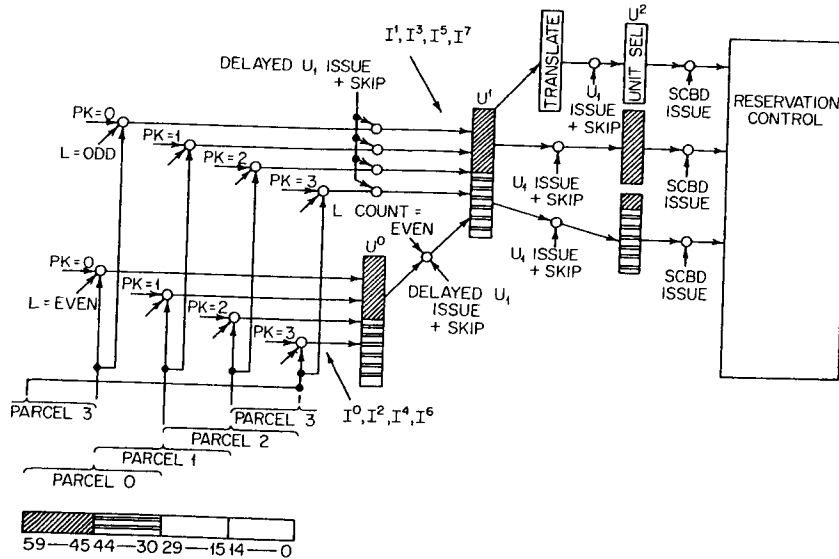 I¹, I³, I⁵, I⁷
DELAYED U₁ ISSUE
+ SKIP
TRANSLATE
U₁
ISSUE
+ SKIP
U²
UNIT SEL
SCBD
ISSUE
RESERVATION
CONTROL
U¹
PK=0
L=ODD
PK=1
PK=2
PK=3
U₁ ISSUE
+ SKIP
SCBD
ISSUE
L COUNT =
EVEN
U₁ ISSUE
+ SKIP
SCBD
ISSUE
U⁰
PK=0
L=EVEN
PK=1
PK=2
PK=3
DELAYED U₁
ISSUE
+ SKIP
I⁰, I², I⁴, I⁶
PARCEL 3
PARCEL 3
PARCEL 2
PARCEL 1
PARCEL 0
59—45 44—30 29—15 14—0